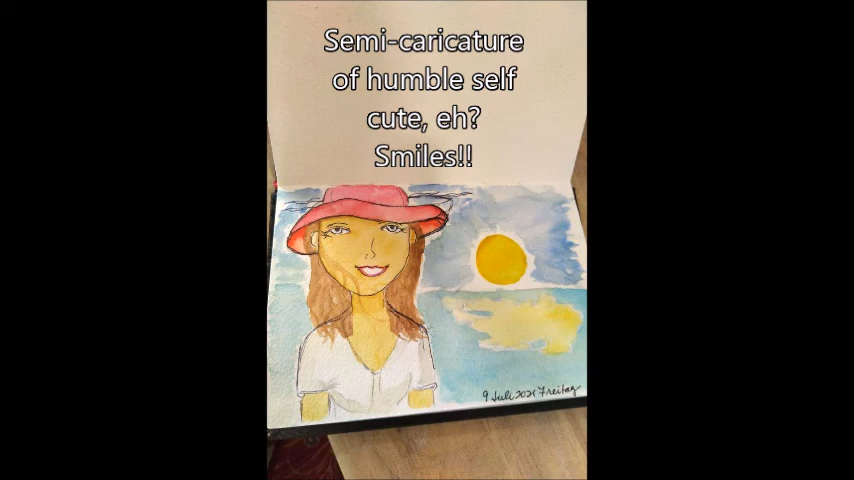 Semi-caricature
of humble self
cute, eh?
Smiles!!
9 Juli 2021 Freitag